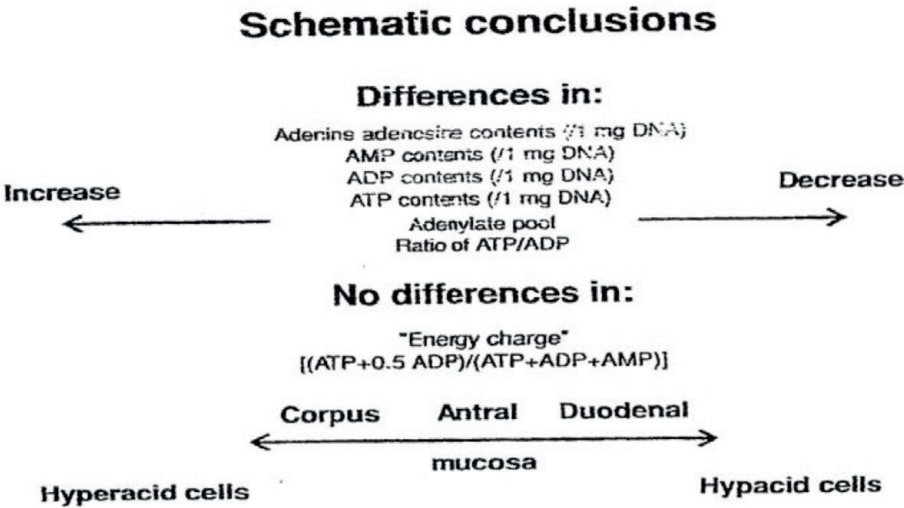 Schematic conclusions
Differences in:
Adenine adenosine contents (/1 mg DNA)
AMP contents (/1 mg DNA)
ADP contents (/1 mg DNA)
ATP contents (/1 mg DNA)
Adenylate pool
Ratio of ATP/ADP
Increase
Decrease
No differences in:
"Energy charge"
[(ATP+0.5 ADP)/(ATP+ADP+AMP)]
Corpus Antral Duodenal
mucosa
Hyperacid cells
Hypacid cells